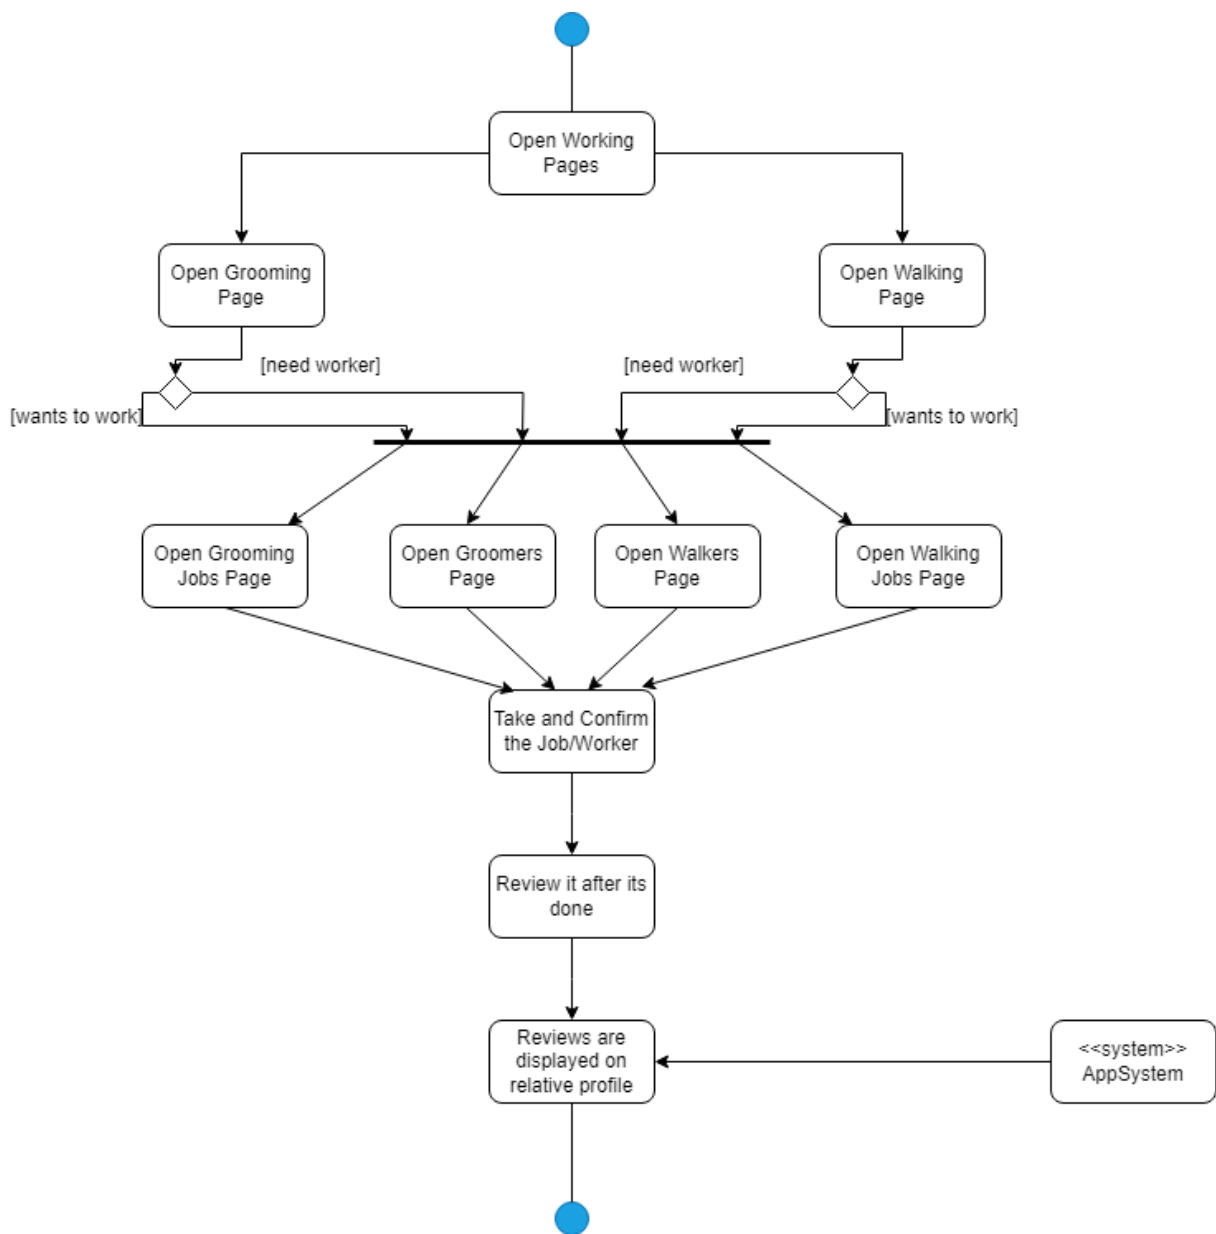 Open Working
Pages
Open Grooming
Page
Open Walking
Page
[need worker]
[need worker]
[wants to work]
[wants to work]
Open Grooming
Jobs Page
Open Groomers
Page
Open Walkers
Page
Open Walking
Jobs Page
Take and Confirm
the Job/Worker
Review it after its
done
Reviews are
displayed on
relative profile
<<system>>
AppSystem